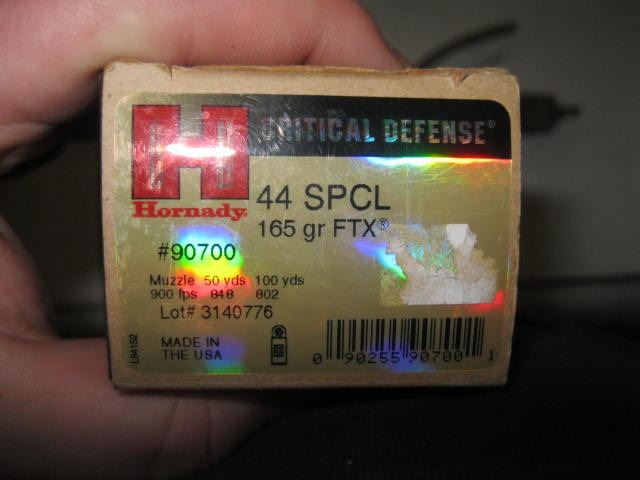 H CRITICAL DEFENSE®
Hornady
44 SPCL
165 gr FTX®
#90700
Muzzle 50 yds 100 yds
900 fps 848 802
Lot# 3140776
MADE IN
THE USA
L84152
0 90255 90700 1